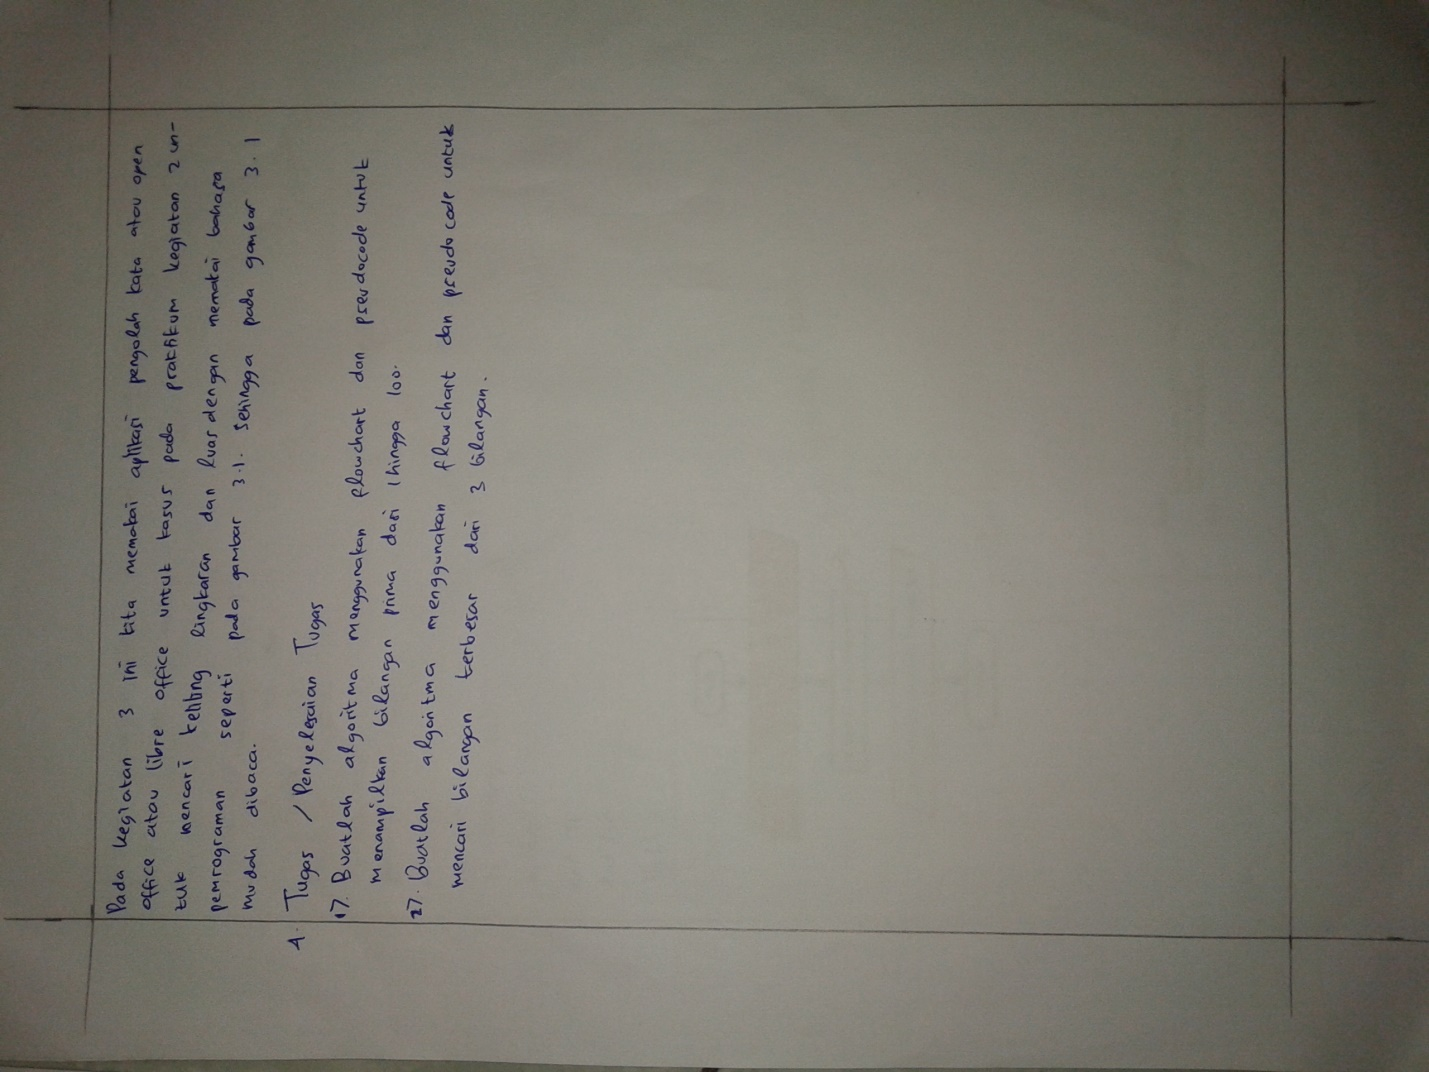 Pada kegiatan 3 ini kita memakai aplikasi pengolah kata atau open
office atau libre office untuk kasus pada praktikum kegiatan 2 un-
tuk mencari keliling lingkaran dan luas dengan memakai bahasa
pemrograman seperti pada gambar 3.1. sehingga pada gambar 3.1
mudah dibaca.
4. Tugas / Penyelesaian Tugas
1). Buatlah algoritma menggunakan flowchart dan pseudocode untuk
menampilkan bilangan prima dari 1 hingga 100.
2). Buatlah algoritma menggunakan flowchart dan pseudocode untuk
mencari bilangan terbesar dari 3 bilangan.